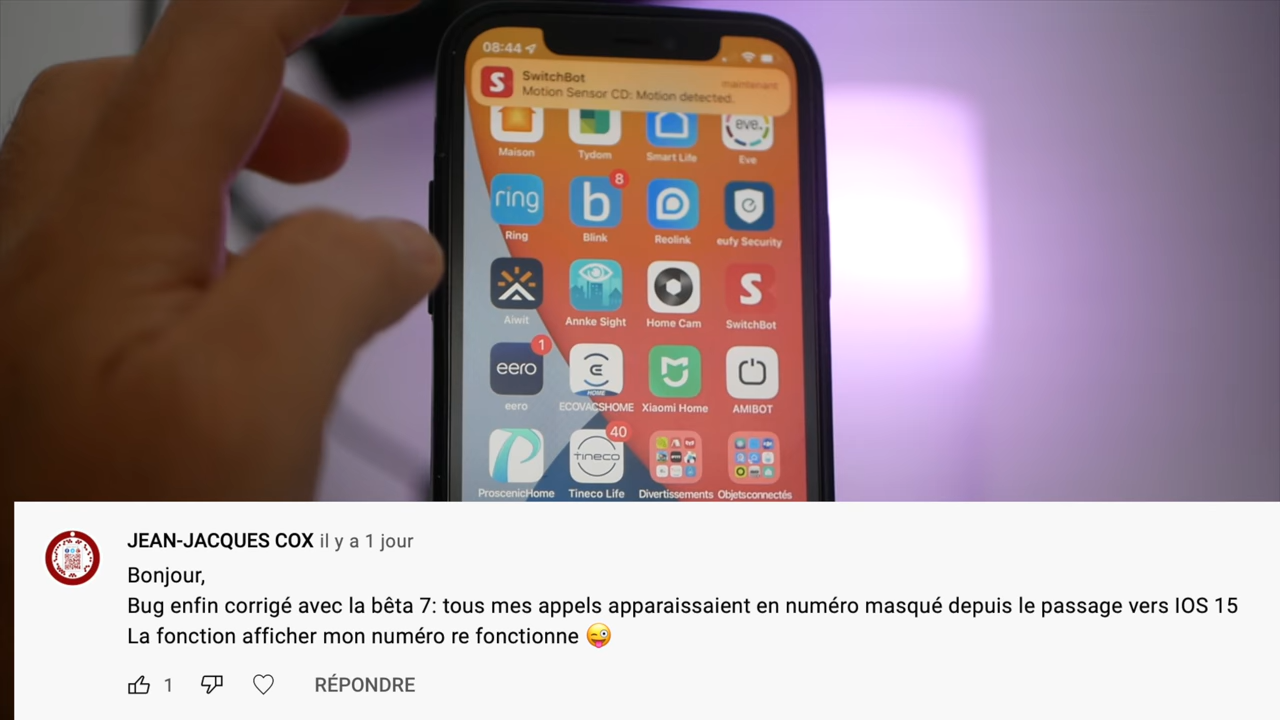 08:44
SwitchBot
maintenant
Motion Sensor CD: Motion detected.
Maison
Tydom
Smart Life
eve.
Eve
ring
Ring
b
8
Blink
Reolink
eufy Security
Aiwit
Annke Sight
Home Cam
S
SwitchBot
eero
1
eero
HOME
ECOVACSHOME
Xiaomi Home
AMIBOT
ProscenicHome
Tineco
40
Tineco Life
Divertissements
Objetsconnectés
JEAN-JACQUES COX il y a 1 jour
Bonjour,
Bug enfin corrigé avec la bêta 7: tous mes appels apparaissaient en numéro masqué depuis le passage vers IOS 15
La fonction afficher mon numéro re fonctionne 😜
1
RÉPONDRE